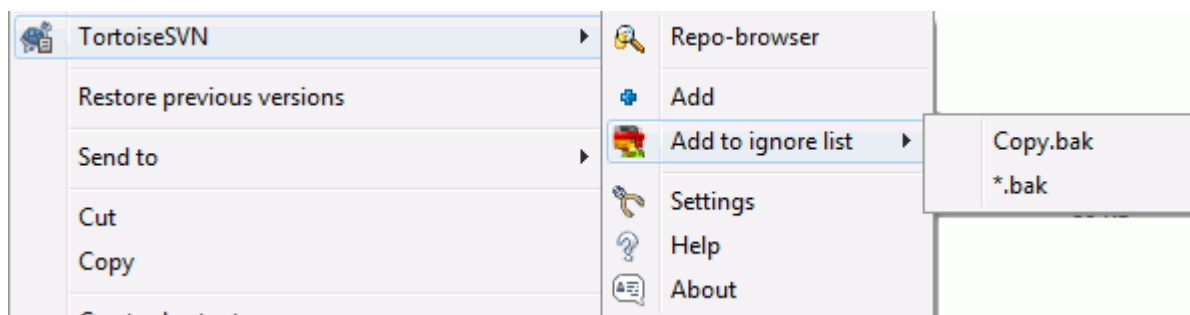 TortoiseSVN
Restore previous versions
Send to
Cut
Copy
Repo-browser
Add
Add to ignore list
Settings
Help
About
Copy.bak
*.bak